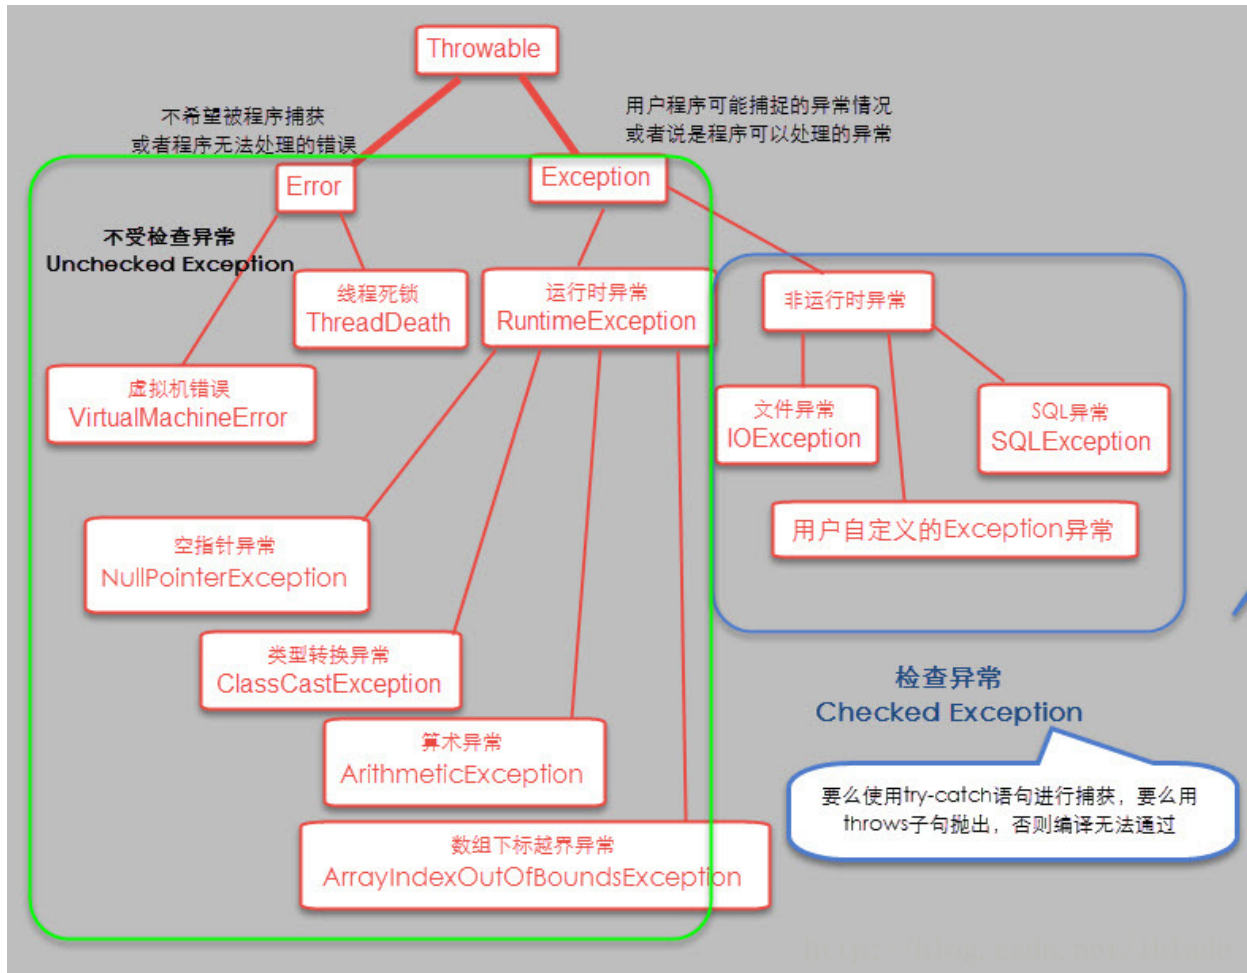 Throwable
不希望被程序捕获
或者程序无法处理的错误
用户程序可能捕捉的异常情况
或者说是程序可以处理的异常
Error
Exception
不受检查异常
Unchecked Exception
线程死锁
ThreadDeath
运行时异常
RuntimeException
非运行时异常
虚拟机错误
VirtualMachineError
文件异常
IOException
SQL异常
SQLException
用户自定义的Exception异常
空指针异常
NullPointerException
类型转换异常
ClassCastException
检查异常
Checked Exception
算术异常
ArithmeticException
要么使用try-catch语句进行捕获，要么用
throws子句抛出，否则编译无法通过
数组下标越界异常
ArrayIndexOutOfBoundsException